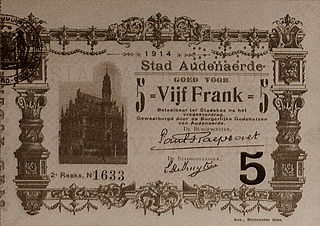 1914
Stad Audenaerde
GOED VOOR
5 = Vijf Frank = 5
Betaalbaar ter Stadskas na het
vredesverdrag.
Gewaarborgd door de Burgerlijke Godshuizen
van Audenaerde.
De Burgemeester,
De Stadsontvanger,
5
2e Reeks, N 1633